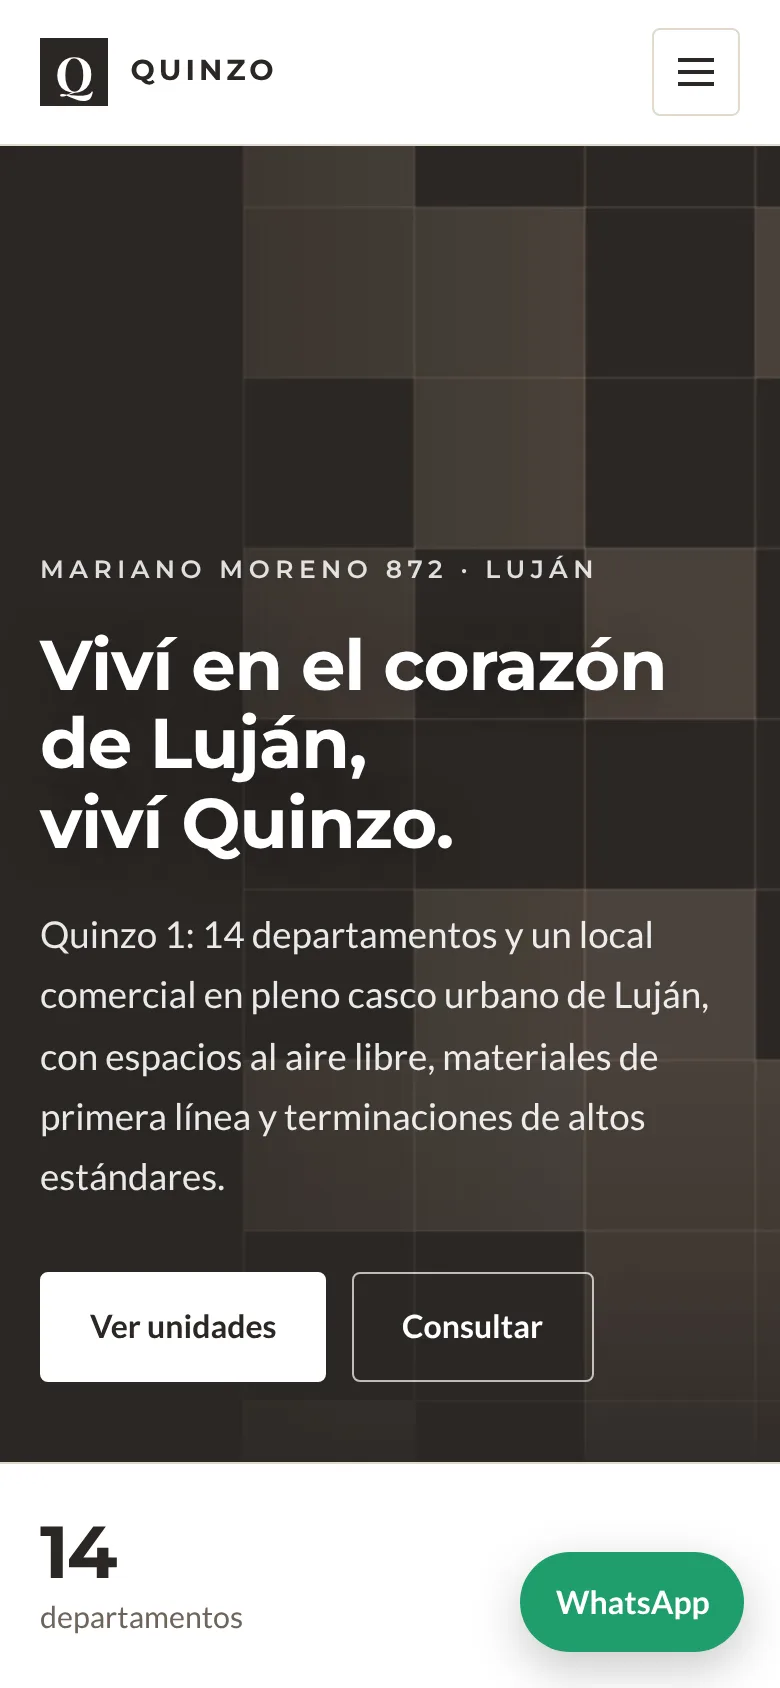 Q QUINZO
MARIANO MORENO 872 · LUJÁN
Viví en el corazón
de Luján,
viví Quinzo.
Quinzo 1: 14 departamentos y un local
comercial en pleno casco urbano de Luján,
con espacios al aire libre, materiales de
primera línea y terminaciones de altos
estándares.
Ver unidades
Consultar
14
departamentos
WhatsApp